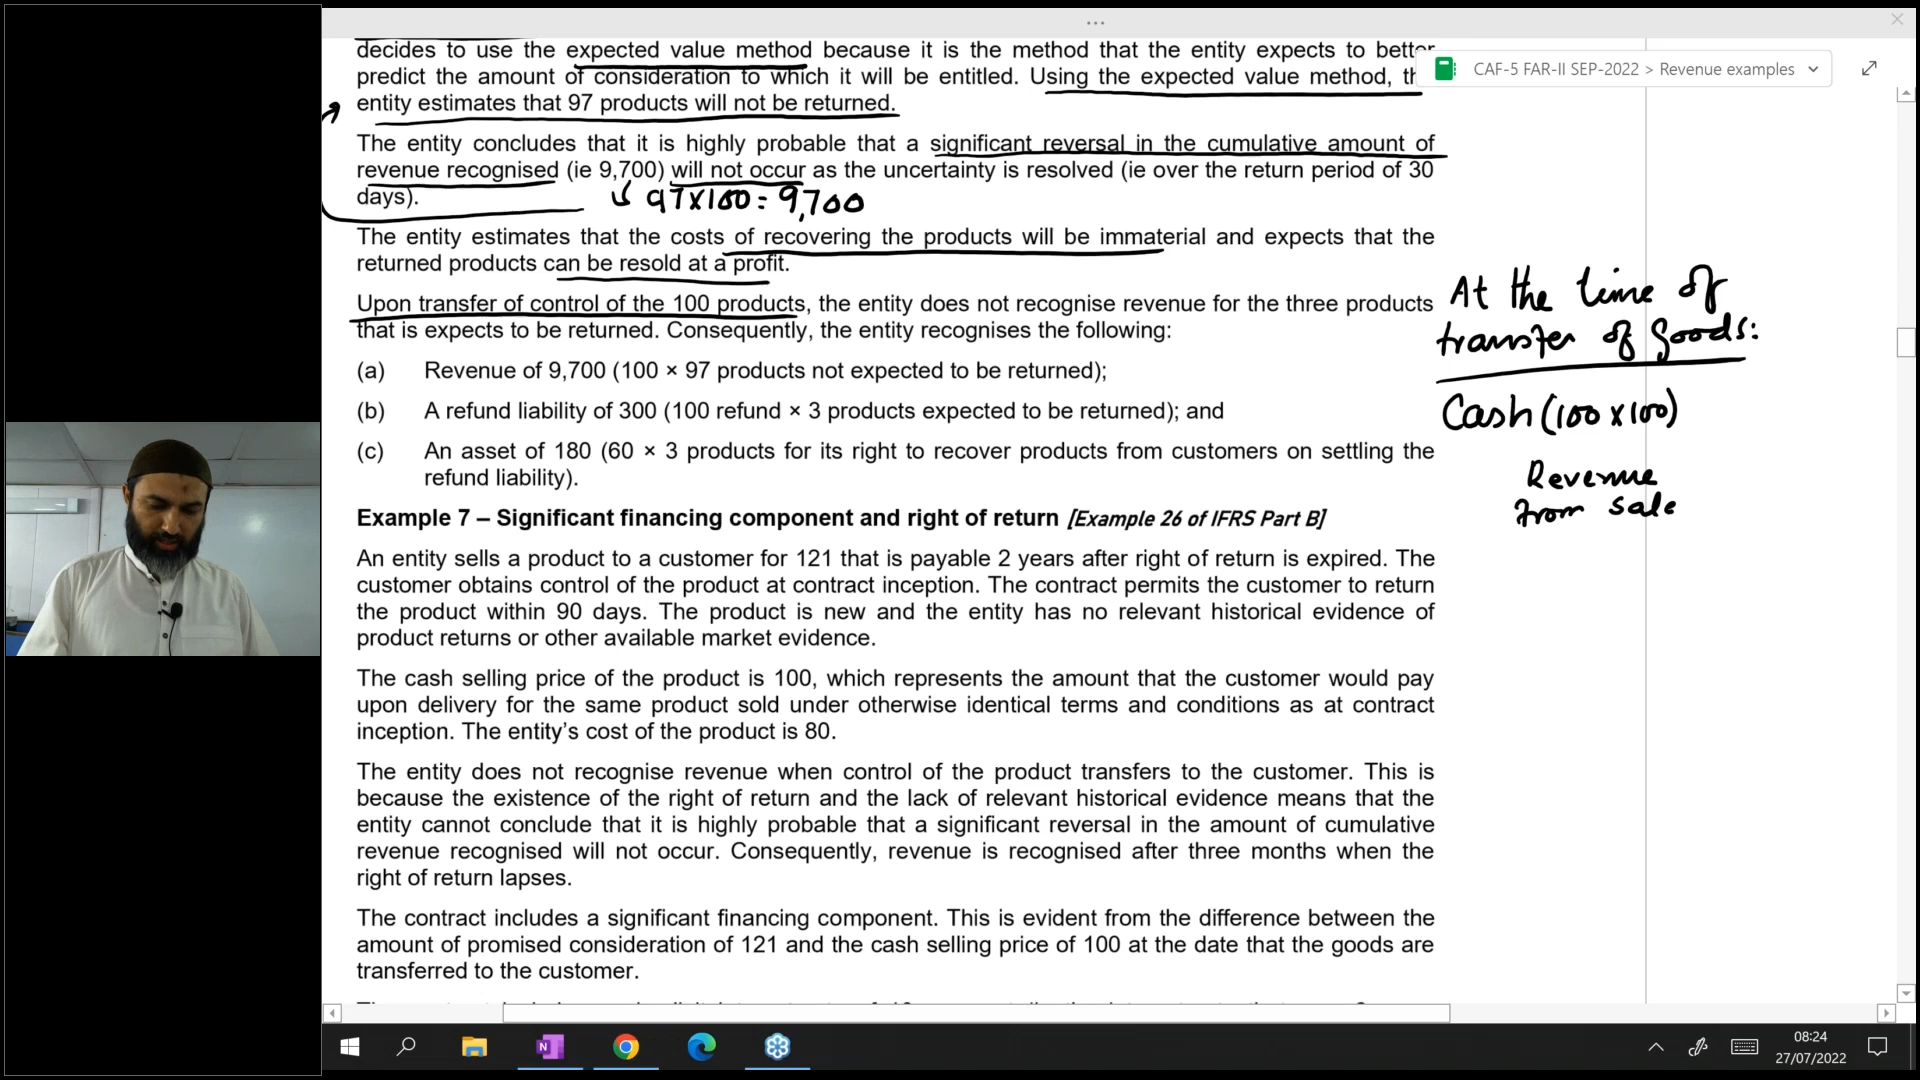 decides to use the expected value method because it is the method that the entity expects to better
predict the amount of consideration to which it will be entitled. Using the expected value method, th
entity estimates that 97 products will not be returned.
CAF-5 FAR-II SEP-2022 > Revenue examples
The entity concludes that it is highly probable that a significant reversal in the cumulative amount of
revenue recognised (ie 9,700) will not occur as the uncertainty is resolved (ie over the return period of 30
days).
97x100 = 9,700
The entity estimates that the costs of recovering the products will be immaterial and expects that the
returned products can be resold at a profit.
Upon transfer of control of the 100 products, the entity does not recognise revenue for the three products
that is expects to be returned. Consequently, the entity recognises the following:
(a) Revenue of 9,700 (100 × 97 products not expected to be returned);
(b) A refund liability of 300 (100 refund × 3 products expected to be returned); and
(c) An asset of 180 (60 × 3 products for its right to recover products from customers on settling the
refund liability).
At the time of
transfer of goods:
Cash (100x100)
Revenue
from sale
Example 7 – Significant financing component and right of return [Example 26 of IFRS Part B]
An entity sells a product to a customer for 121 that is payable 2 years after right of return is expired. The
customer obtains control of the product at contract inception. The contract permits the customer to return
the product within 90 days. The product is new and the entity has no relevant historical evidence of
product returns or other available market evidence.
The cash selling price of the product is 100, which represents the amount that the customer would pay
upon delivery for the same product sold under otherwise identical terms and conditions as at contract
inception. The entity's cost of the product is 80.
The entity does not recognise revenue when control of the product transfers to the customer. This is
because the existence of the right of return and the lack of relevant historical evidence means that the
entity cannot conclude that it is highly probable that a significant reversal in the amount of cumulative
revenue recognised will not occur. Consequently, revenue is recognised after three months when the
right of return lapses.
The contract includes a significant financing component. This is evident from the difference between the
amount of promised consideration of 121 and the cash selling price of 100 at the date that the goods are
transferred to the customer.
08:24
27/07/2022